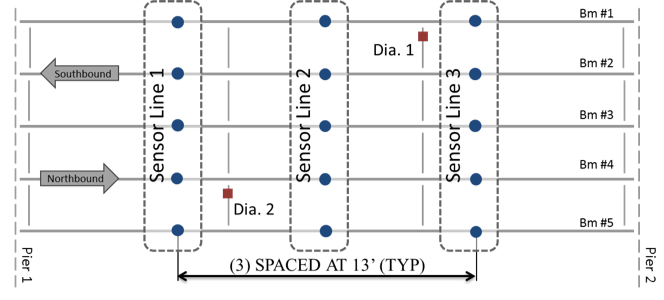 Bm #1
Dia. 1
Southbound
Bm #2
Sensor Line 1
Sensor Line 2
Sensor Line 3
Bm #3
Northbound
Bm #4
Dia. 2
Bm #5
Pier 1
(3) SPACED AT 13' (TYP)
Pier 2